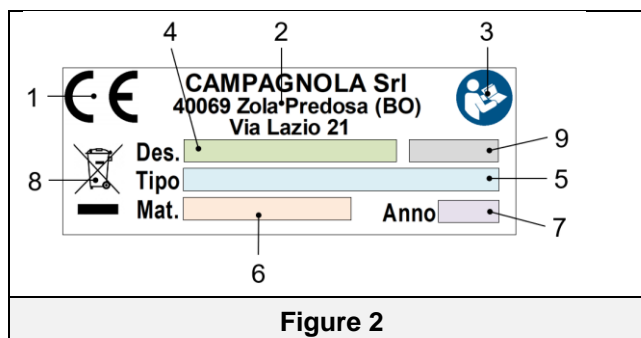 4 2 3
1 CE CAMPAGNOLA Srl
40069 Zola Predosa (BO)
Via Lazio 21
9
Des.
8 Tipo 5
Mat. Anno 7
6
Figure 2